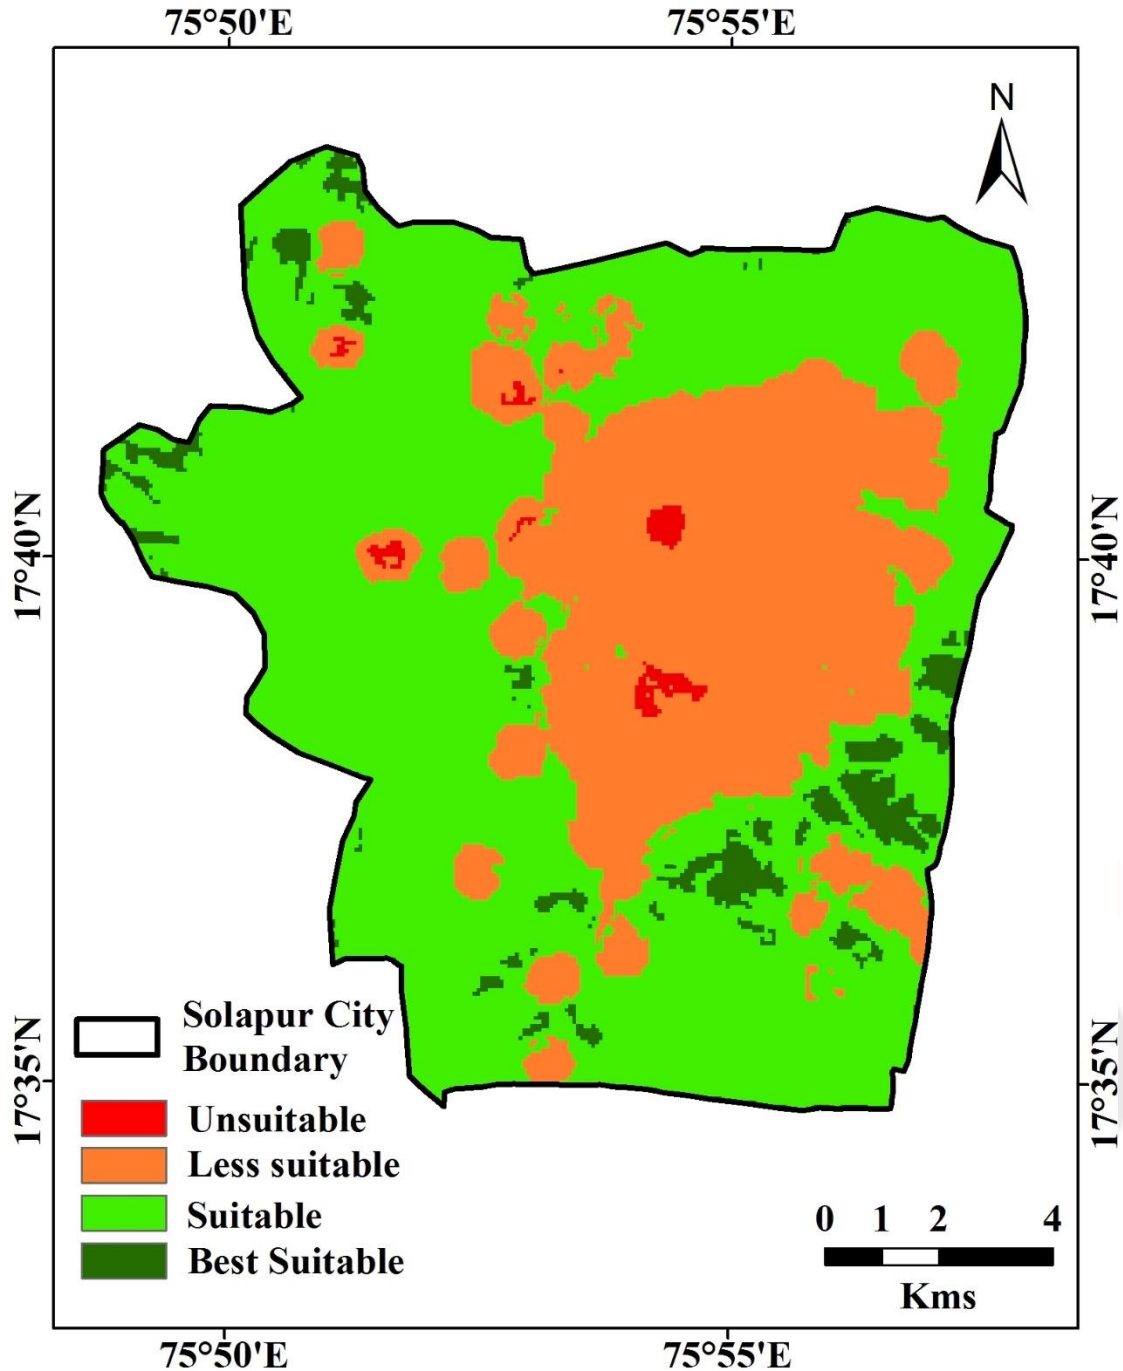 75°50'E 75°55'E
N
17°40'N 17°40'N
17°35'N 17°35'N
Solapur City
Boundary
Unsuitable
Less suitable
Suitable
Best Suitable
0 1 2 4
Kms
75°50'E 75°55'E